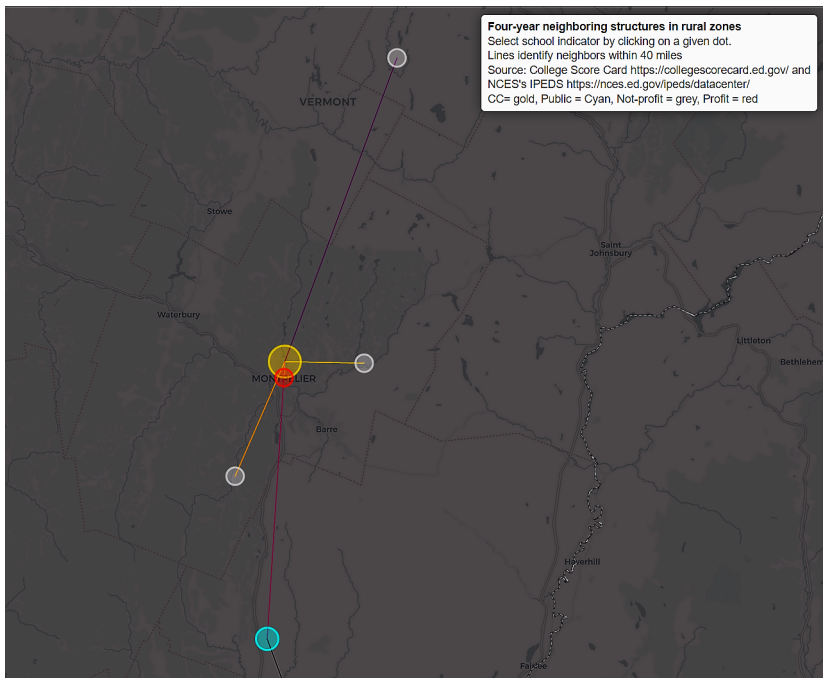 Four-year neighboring structures in rural zones
Select school indicator by clicking on a given dot.
Lines identify neighbors within 40 miles
Source: College Score Card https://collegescorecard.ed.gov/ and
NCES's IPEDS https://nces.ed.gov/ipeds/datacenter/
CC= gold, Public = Cyan, Not-profit = grey, Profit = red
VERMONT
Stowe
Saint
Johnsbury
Waterbury
Littleton
Bethlehem
MONTPELIER
Barre
Haverhill